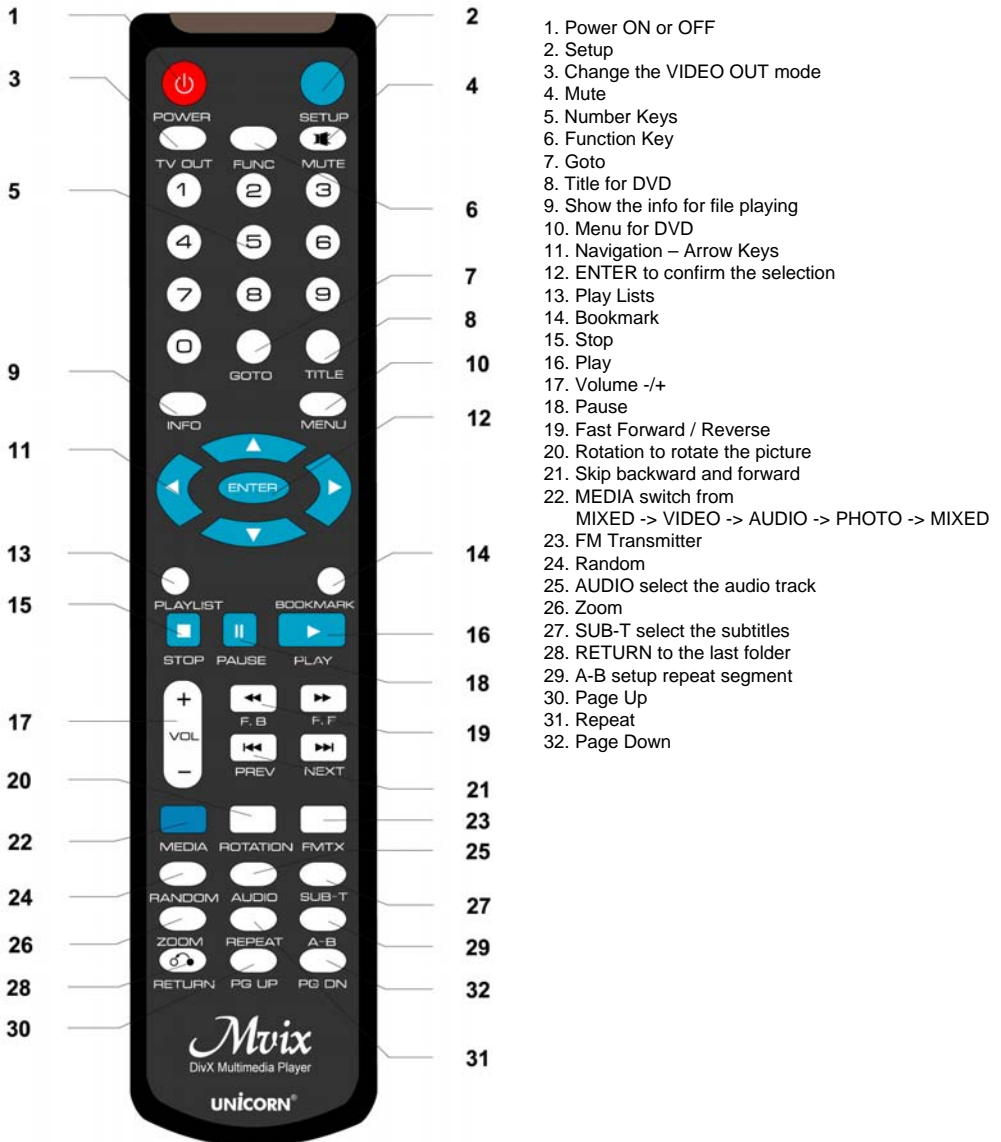 1
2
3
4
5
6
7
8
9
10
11
12
13
14
15
16
17
18
19
20
21
22
23
24
25
26
27
28
29
30
31
32
POWER SETUP
TV OUT FUNC MUTE
1 2 3
4 5 6
7 8 9
0
GOTO TITLE
INFO MENU
ENTER
PLAYLIST BOOKMARK
STOP PAUSE PLAY
+
VOL
−
F. B F. F
PREV NEXT
MEDIA ROTATION FMTX
RANDOM AUDIO SUB-T
ZOOM REPEAT A-B
RETURN PG UP PG DN
Mvix
DivX Multimedia Player
UNICORN®
1. Power ON or OFF
2. Setup
3. Change the VIDEO OUT mode
4. Mute
5. Number Keys
6. Function Key
7. Goto
8. Title for DVD
9. Show the info for file playing
10. Menu for DVD
11. Navigation – Arrow Keys
12. ENTER to confirm the selection
13. Play Lists
14. Bookmark
15. Stop
16. Play
17. Volume -/+
18. Pause
19. Fast Forward / Reverse
20. Rotation to rotate the picture
21. Skip backward and forward
22. MEDIA switch from
MIXED -> VIDEO -> AUDIO -> PHOTO -> MIXED
23. FM Transmitter
24. Random
25. AUDIO select the audio track
26. Zoom
27. SUB-T select the subtitles
28. RETURN to the last folder
29. A-B setup repeat segment
30. Page Up
31. Repeat
32. Page Down